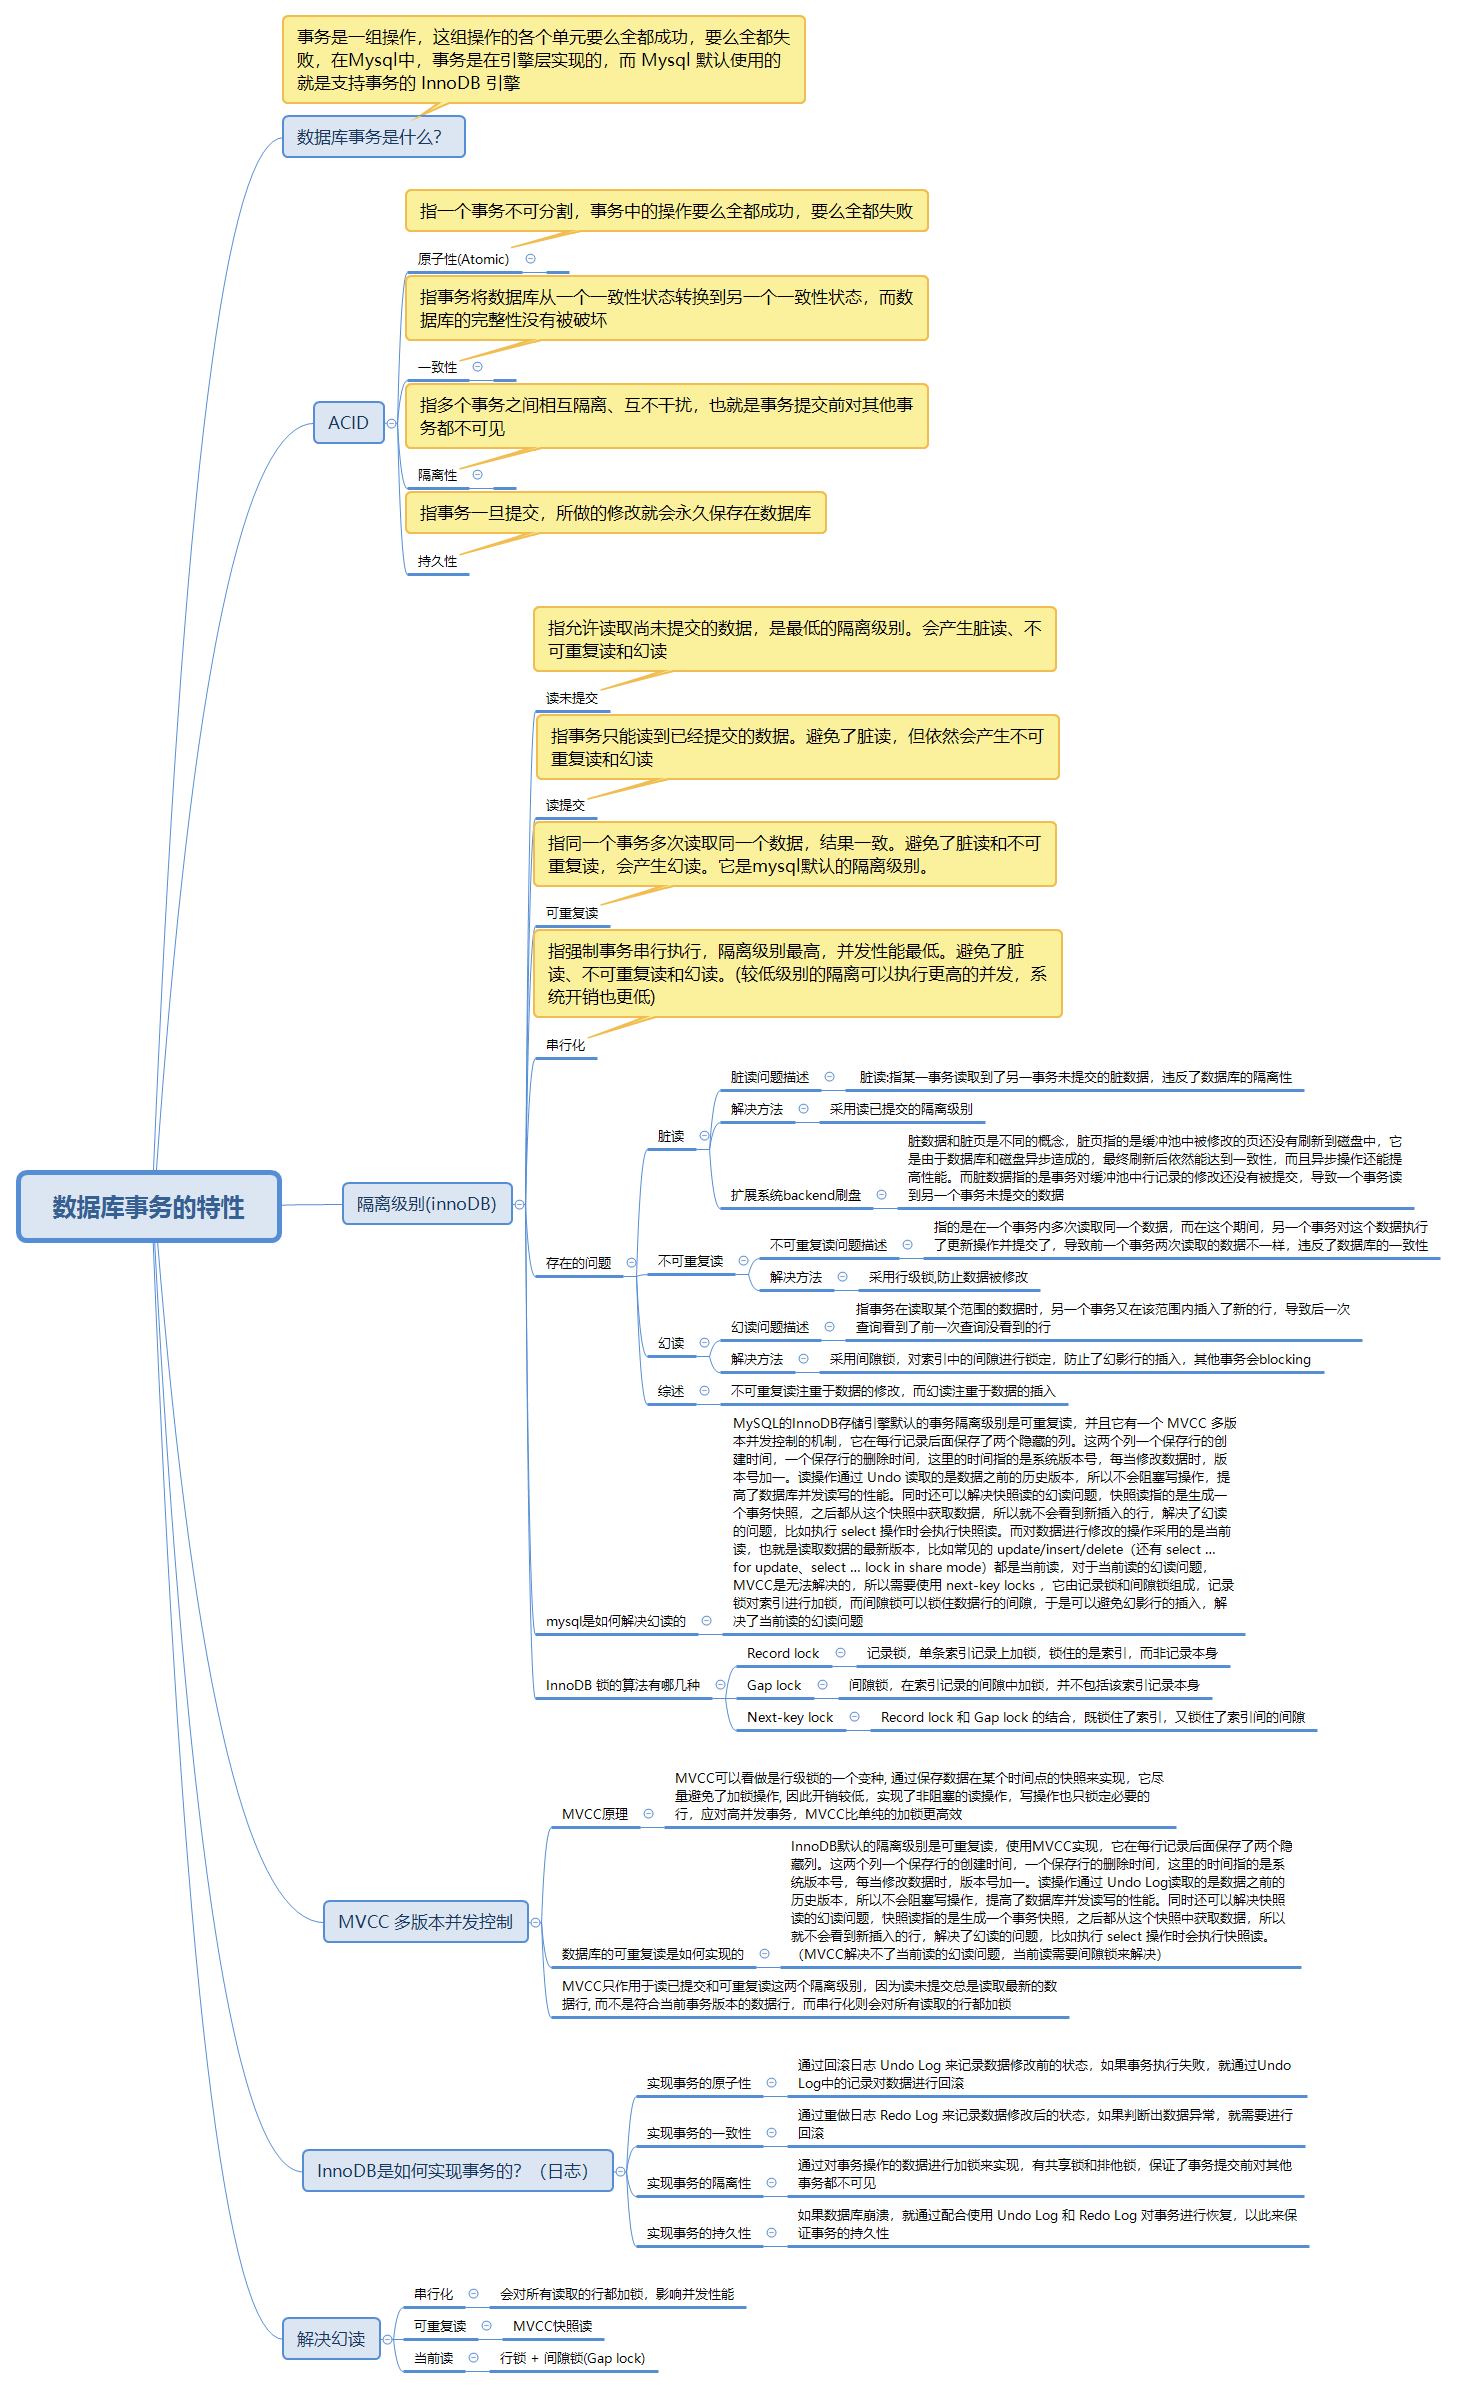 事务是一组操作，这组操作的各个单元要么全都成功，要么全都失
败，在Mysql中，事务是在引擎层实现的，而 Mysql 默认使用的
就是支持事务的 InnoDB 引擎
数据库事务是什么？
指一个事务不可分割，事务中的操作要么全都成功，要么全都失败
原子性(Atomic)
指事务将数据库从一个一致性状态转换到另一个一致性状态，而数
据库的完整性没有被破坏
一致性
指多个事务之间相互隔离、互不干扰，也就是事务提交前对其他事
务都不可见
ACID
隔离性
指事务一旦提交，所做的修改就会永久保存在数据库
持久性
指允许读取尚未提交的数据，是最低的隔离级别。会产生脏读、不
可重复读和幻读
读未提交
指事务只能读到已经提交的数据。避免了脏读，但依然会产生不可
重复读和幻读
读提交
指同一个事务多次读取同一个数据，结果一致。避免了脏读和不可
重复读，会产生幻读。它是mysql默认的隔离级别。
可重复读
指强制事务串行执行，隔离级别最高，并发性能最低。避免了脏
读、不可重复读和幻读。(较低级别的隔离可以执行更高的并发，系
统开销也更低)
串行化
数据库事务的特性
隔离级别(innoDB)
存在的问题
脏读
脏读问题描述
脏读:指某一事务读取到了另一事务未提交的脏数据，违反了数据库的隔离性
解决方法
采用读已提交的隔离级别
扩展系统backend刷盘
脏数据和脏页是不同的概念，脏页指的是缓冲池中被修改的页还没有刷新到磁盘中，它
是由于数据库和磁盘异步造成的，最终刷新后依然能达到一致性，而且异步操作还能提
高性能。而脏数据指的是事务对缓冲池中行记录的修改还没有被提交，导致一个事务读
到另一个事务未提交的数据
不可重复读
不可重复读问题描述
指的是在一个事务内多次读取同一个数据，而在这个期间，另一个事务对这个数据执行
了更新操作并提交了，导致前一个事务两次读取的数据不一样，违反了数据库的一致性
解决方法
采用行级锁,防止数据被修改
幻读
幻读问题描述
指事务在读取某个范围的数据时，另一个事务又在该范围内插入了新的行，导致后一次
查询看到了前一次查询没看到的行
解决方法
采用间隙锁，对索引中的间隙进行锁定，防止了幻影行的插入，其他事务会blocking
综述
不可重复读注重于数据的修改，而幻读注重于数据的插入
mysql是如何解决幻读的
MySQL的InnoDB存储引擎默认的事务隔离级别是可重复读，并且它有一个 MVCC 多版
本并发控制的机制，它在每行记录后面保存了两个隐藏的列。这两个列一个保存行的创
建时间，一个保存行的删除时间，这里的时间指的是系统版本号，每当修改数据时，版
本号加一。读操作通过 Undo 读取的是数据之前的历史版本，所以不会阻塞写操作，提
高了数据库并发读写的性能。同时还可以解决快照读的幻读问题，快照读指的是生成一
个事务快照，之后都从这个快照中获取数据，所以就不会看到新插入的行，解决了幻读
的问题，比如执行 select 操作时会执行快照读。而对数据进行修改的操作采用的是当前
读，也就是读取数据的最新版本，比如常见的 update/insert/delete（还有 select ...
for update、select ... lock in share mode）都是当前读，对于当前读的幻读问题，
MVCC是无法解决的，所以需要使用 next-key locks ，它由记录锁和间隙锁组成，记录
锁对索引进行加锁，而间隙锁可以锁住数据行的间隙，于是可以避免幻影行的插入，解
决了当前读的幻读问题
InnoDB 锁的算法有哪几种
Record lock
记录锁，单条索引记录上加锁，锁住的是索引，而非记录本身
Gap lock
间隙锁，在索引记录的间隙中加锁，并不包括该索引记录本身
Next-key lock
Record lock 和 Gap lock 的结合，既锁住了索引，又锁住了索引间的间隙
MVCC 多版本并发控制
MVCC原理
MVCC可以看做是行级锁的一个变种, 通过保存数据在某个时间点的快照来实现，它尽
量避免了加锁操作, 因此开销较低，实现了非阻塞的读操作，写操作也只锁定必要的
行，应对高并发事务，MVCC比单纯的加锁更高效
数据库的可重复读是如何实现的
InnoDB默认的隔离级别是可重复读，使用MVCC实现，它在每行记录后面保存了两个隐
藏列。这两个列一个保存行的创建时间，一个保存行的删除时间，这里的时间指的是系
统版本号，每当修改数据时，版本号加一。读操作通过 Undo Log读取的是数据之前的
历史版本，所以不会阻塞写操作，提高了数据库并发读写的性能。同时还可以解决快照
读的幻读问题，快照读指的是生成一个事务快照，之后都从这个快照中获取数据，所以
就不会看到新插入的行，解决了幻读的问题，比如执行 select 操作时会执行快照读。
（MVCC解决不了当前读的幻读问题，当前读需要间隙锁来解决）
MVCC只作用于读已提交和可重复读这两个隔离级别，因为读未提交总是读取最新的数
据行, 而不是符合当前事务版本的数据行，而串行化则会对所有读取的行都加锁
InnoDB是如何实现事务的？（日志）
实现事务的原子性
通过回滚日志 Undo Log 来记录数据修改前的状态，如果事务执行失败，就通过Undo
Log中的记录对数据进行回滚
实现事务的一致性
通过重做日志 Redo Log 来记录数据修改后的状态，如果判断出数据异常，就需要进行
回滚
实现事务的隔离性
通过对事务操作的数据进行加锁来实现，有共享锁和排他锁，保证了事务提交前对其他
事务都不可见
实现事务的持久性
如果数据库崩溃，就通过配合使用 Undo Log 和 Redo Log 对事务进行恢复，以此来保
证事务的持久性
解决幻读
串行化
会对所有读取的行都加锁，影响并发性能
可重复读
MVCC快照读
当前读
行锁 + 间隙锁(Gap lock)